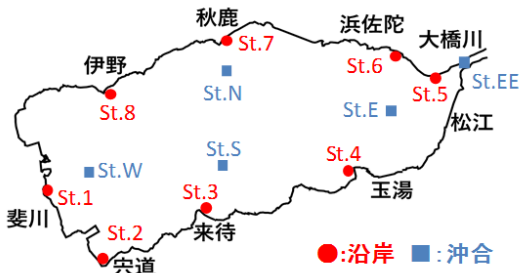 秋鹿
浜佐陀
大橋川
St.7
伊野
St.6
St.EE
St.N
St.5
St.8
St.E
松江
St.S
St.W
St.4
St.1
St.3
玉湯
斐川
来待
St.2
宍道
●:沿岸 ■:沖合